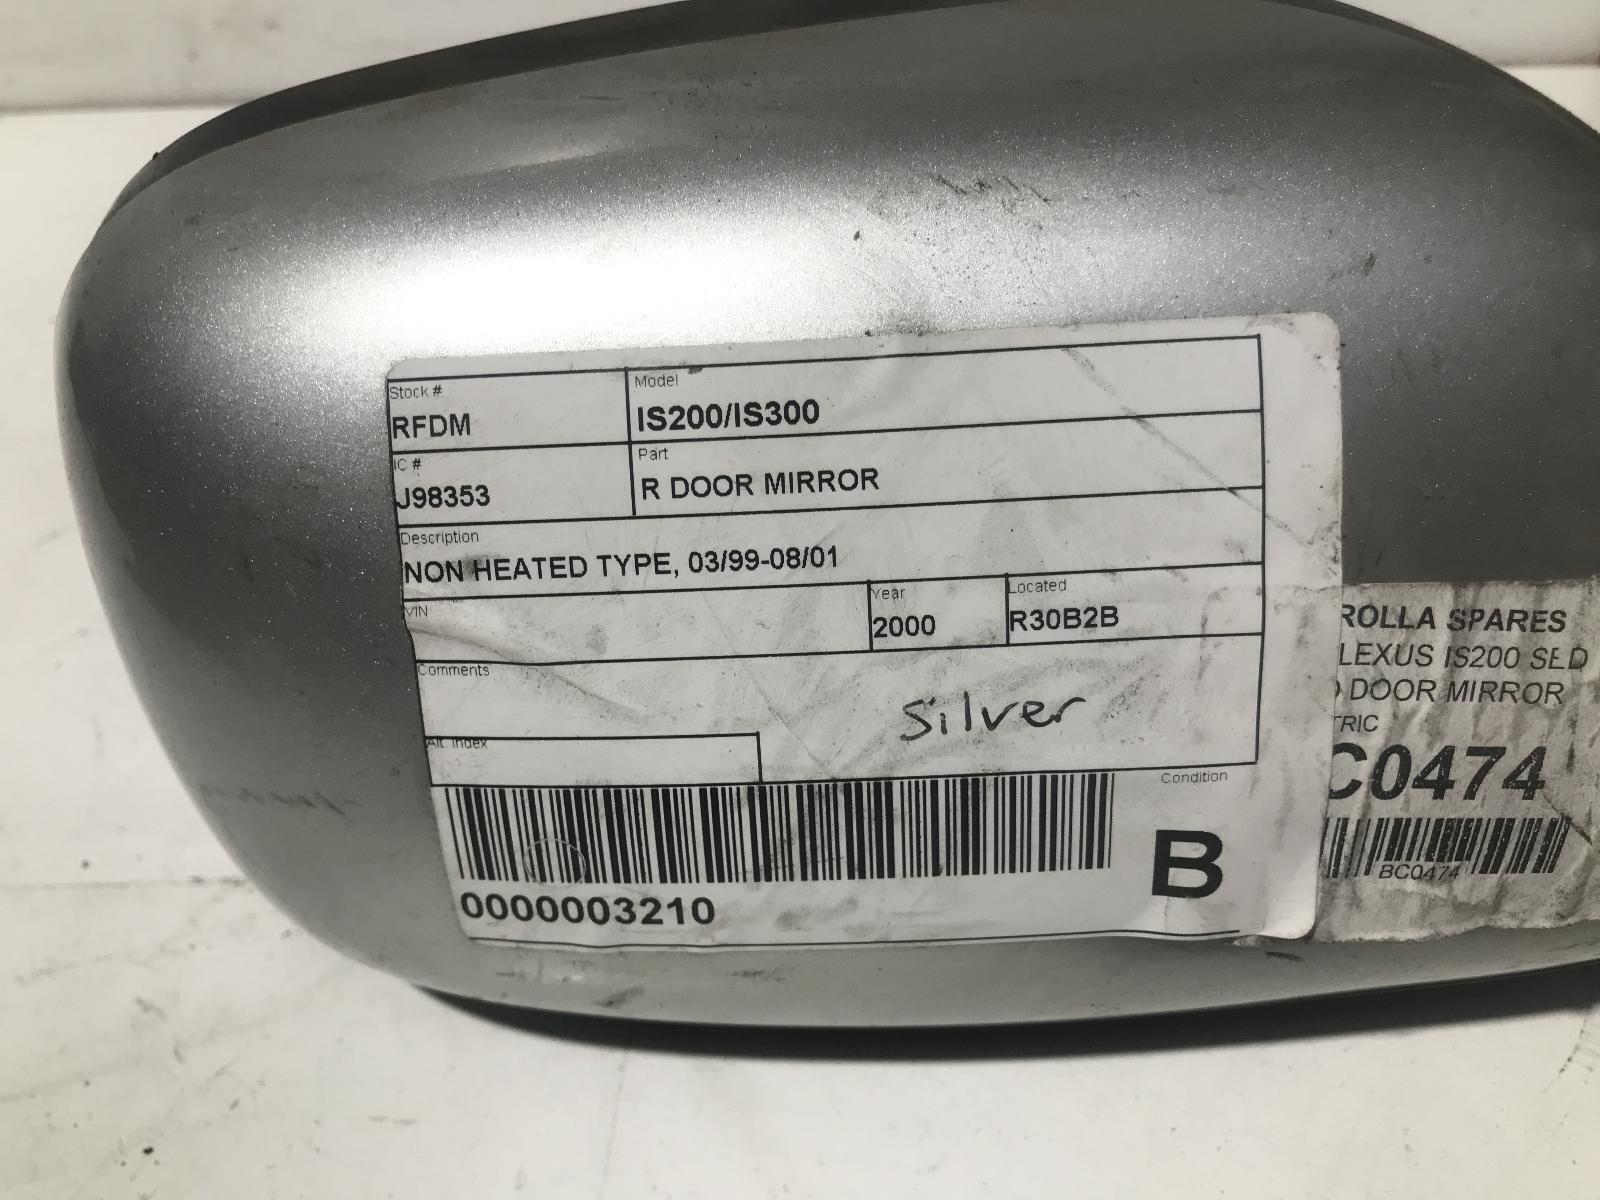 Stock #
Model
RFDM
IS200/IS300
IC #
Part
J98353
R DOOR MIRROR
Description
NON HEATED TYPE, 03/99-08/01
VIN
Year
Located
2000
R30B2B
Comments
Silver
Alt. Index
Condition
B
0000003210
ROLLA SPARES
LEXUS IS200 SED
DOOR MIRROR
TRIC
C0474
BC0474